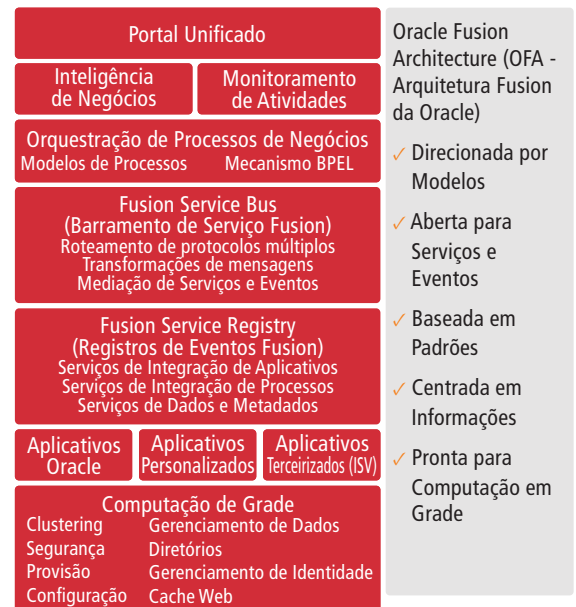 Portal Unificado
Inteligência
de Negócios
Monitoramento
de Atividades
Orquestração de Processos de Negócios
Modelos de Processos Mecanismo BPEL
Fusion Service Bus
(Barramento de Serviço Fusion)
Roteamento de protocolos múltiplos
Transformações de mensagens
Mediação de Serviços e Eventos
Fusion Service Registry
(Registros de Eventos Fusion)
Serviços de Integração de Aplicativos
Serviços de Integração de Processos
Serviços de Dados e Metadados
Aplicativos
Oracle
Aplicativos
Personalizados
Aplicativos
Terceirizados (ISV)
Computação de Grade
Clustering Gerenciamento de Dados
Segurança Diretórios
Provisão Gerenciamento de Identidade
Configuração Cache Web
Oracle Fusion
Architecture (OFA -
Arquitetura Fusion
da Oracle)
✓ Direcionada por
Modelos
✓ Aberta para
Serviços e
Eventos
✓ Baseada em
Padrões
✓ Centrada em
Informações
✓ Pronta para
Computação em
Grade